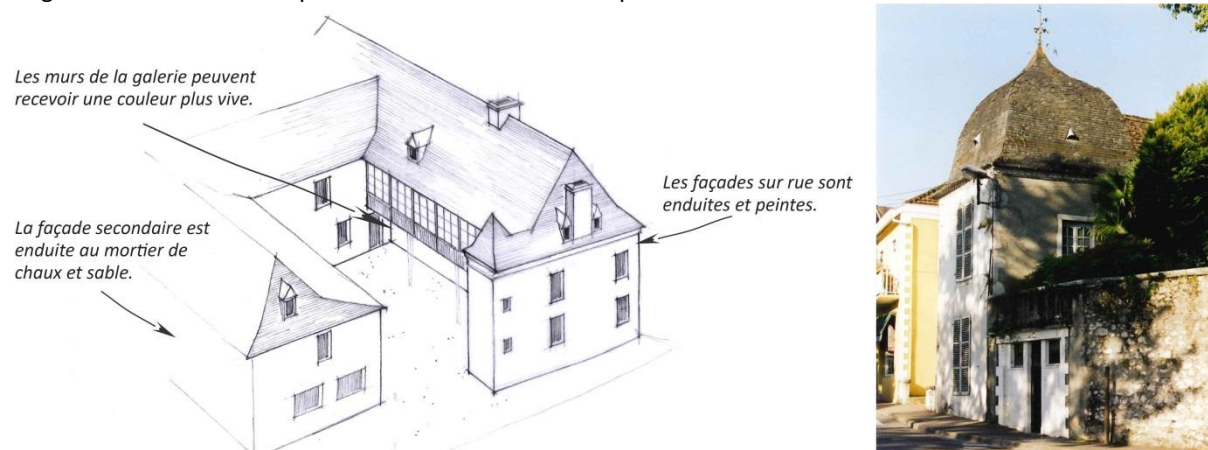 Les murs de la galerie peuvent
recevoir une couleur plus vive.
La façade secondaire est
enduite au mortier de
chaux et sable.
Les façades sur rue sont
enduites et peintes.